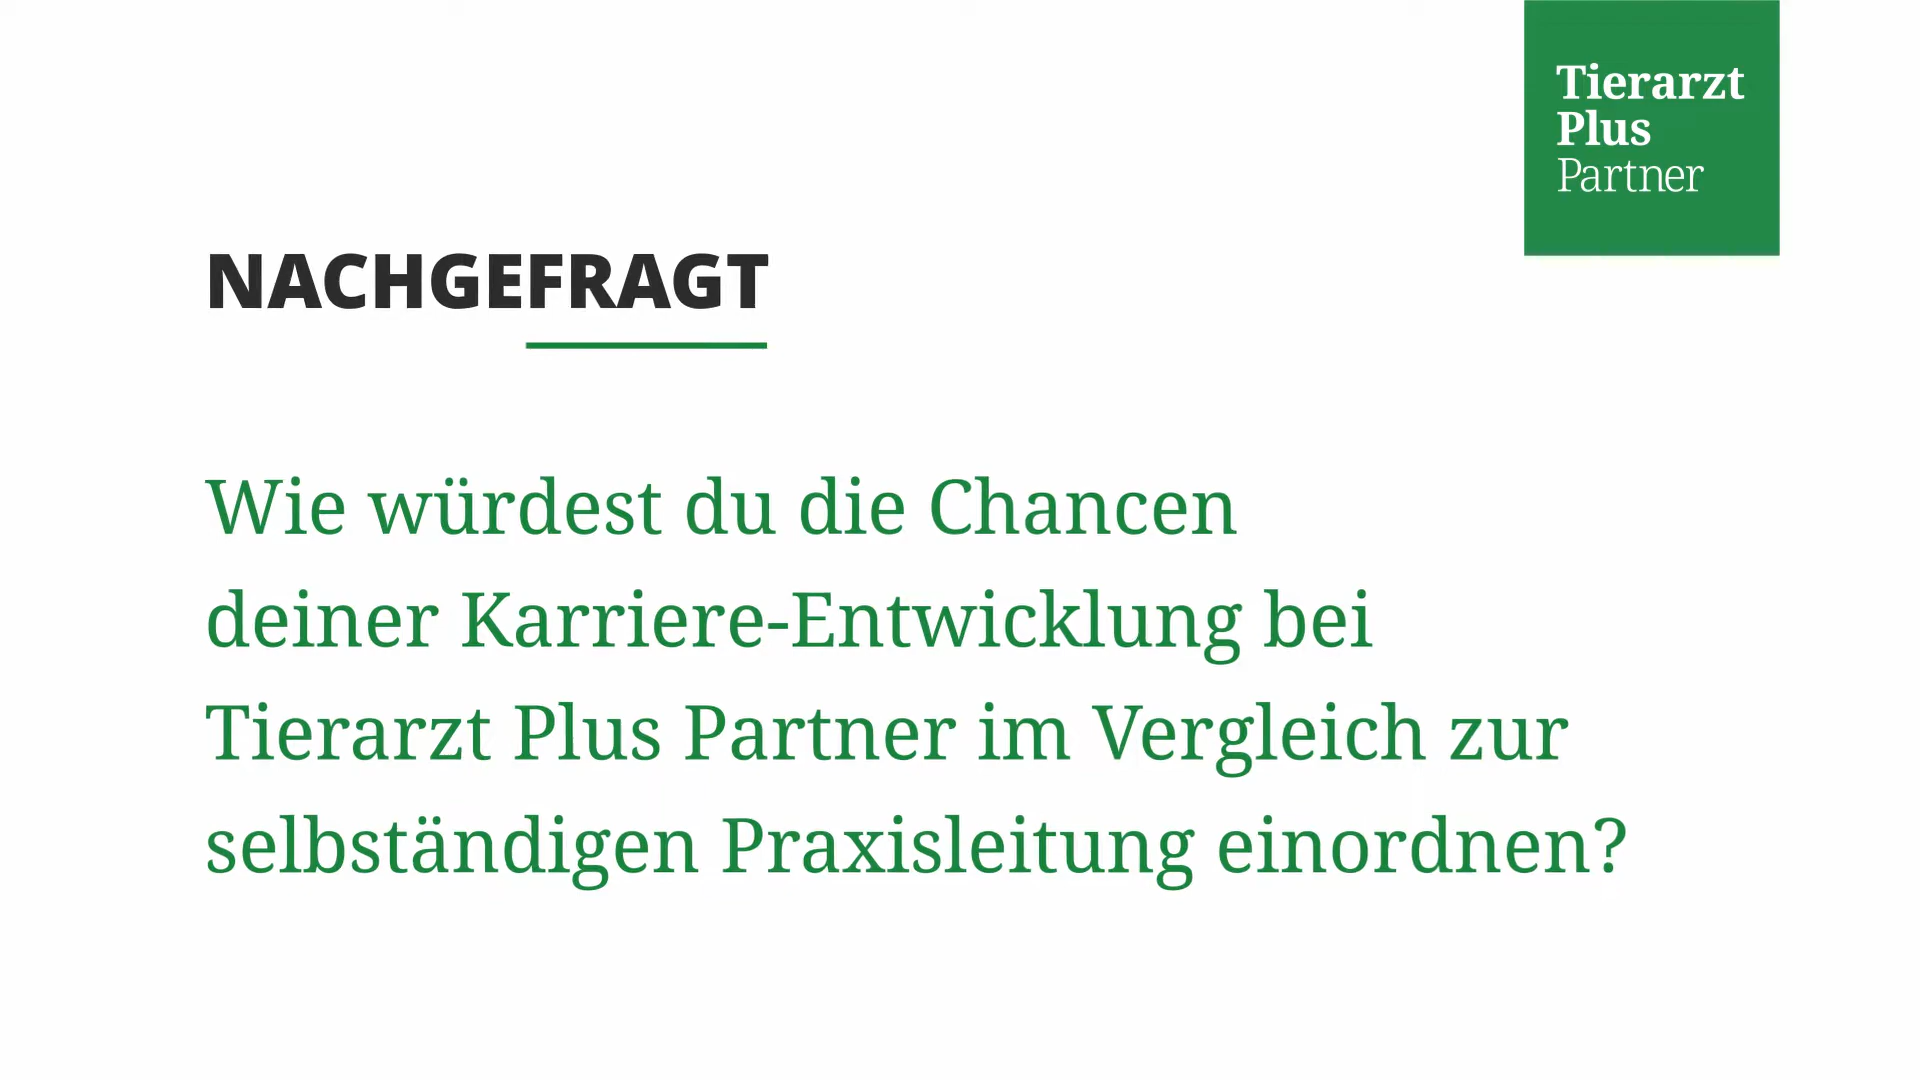 Tierarzt
Plus
Partner
NACHGEFRAGT
Wie würdest du die Chancen
deiner Karriere-Entwicklung bei
Tierarzt Plus Partner im Vergleich zur
selbständigen Praxisleitung einordnen?